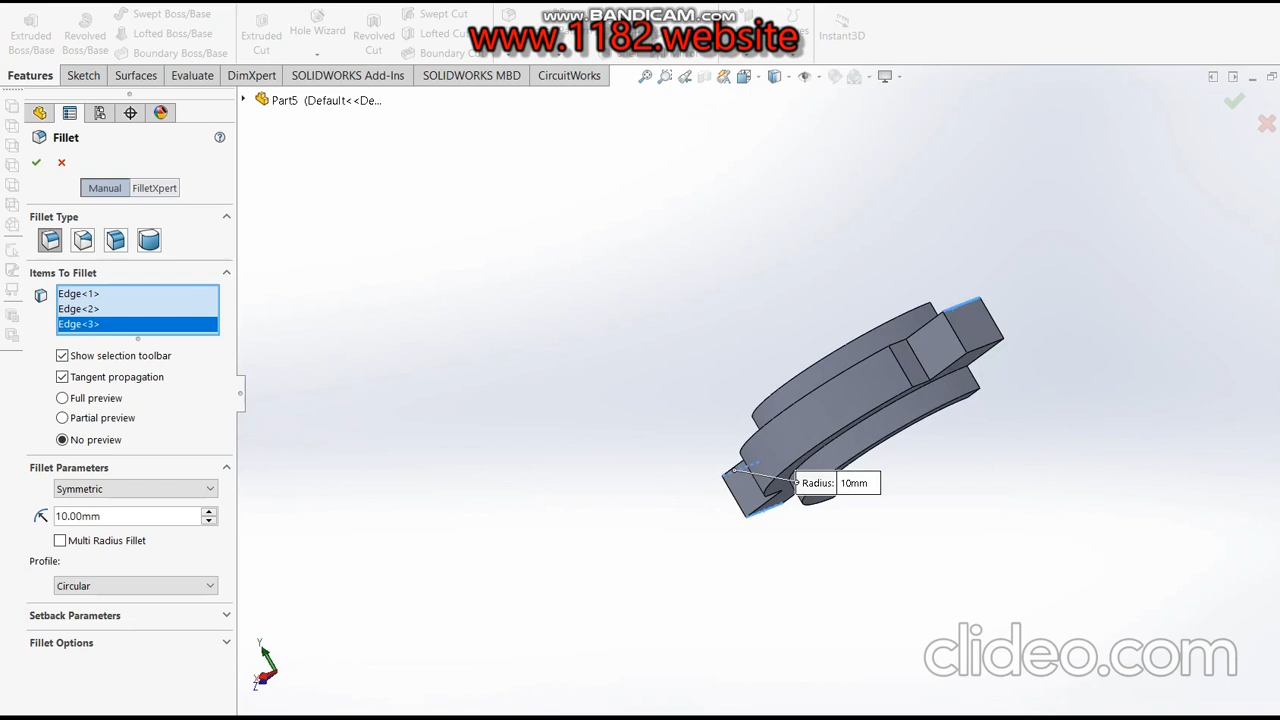 www.BANDICAM.com
www.1182.website
Extruded Boss/Base
Revolved Boss/Base
Swept Boss/Base
Lofted Boss/Base
Boundary Boss/Base
Extruded Cut
Hole Wizard
Revolved Cut
Swept Cut
Lofted Cut
Boundary Cut
Instant3D
Features
Sketch
Surfaces
Evaluate
DimXpert
SOLIDWORKS Add-Ins
SOLIDWORKS MBD
CircuitWorks
Part5 (Default<<De...
Fillet
Manual
FilletXpert
Fillet Type
Items To Fillet
Edge<1>
Edge<2>
Edge<3>
Show selection toolbar
Tangent propagation
Full preview
Partial preview
No preview
Fillet Parameters
Symmetric
10.00mm
Multi Radius Fillet
Profile:
Circular
Setback Parameters
Fillet Options
Radius: 10mm
Y
Z
clideo.com